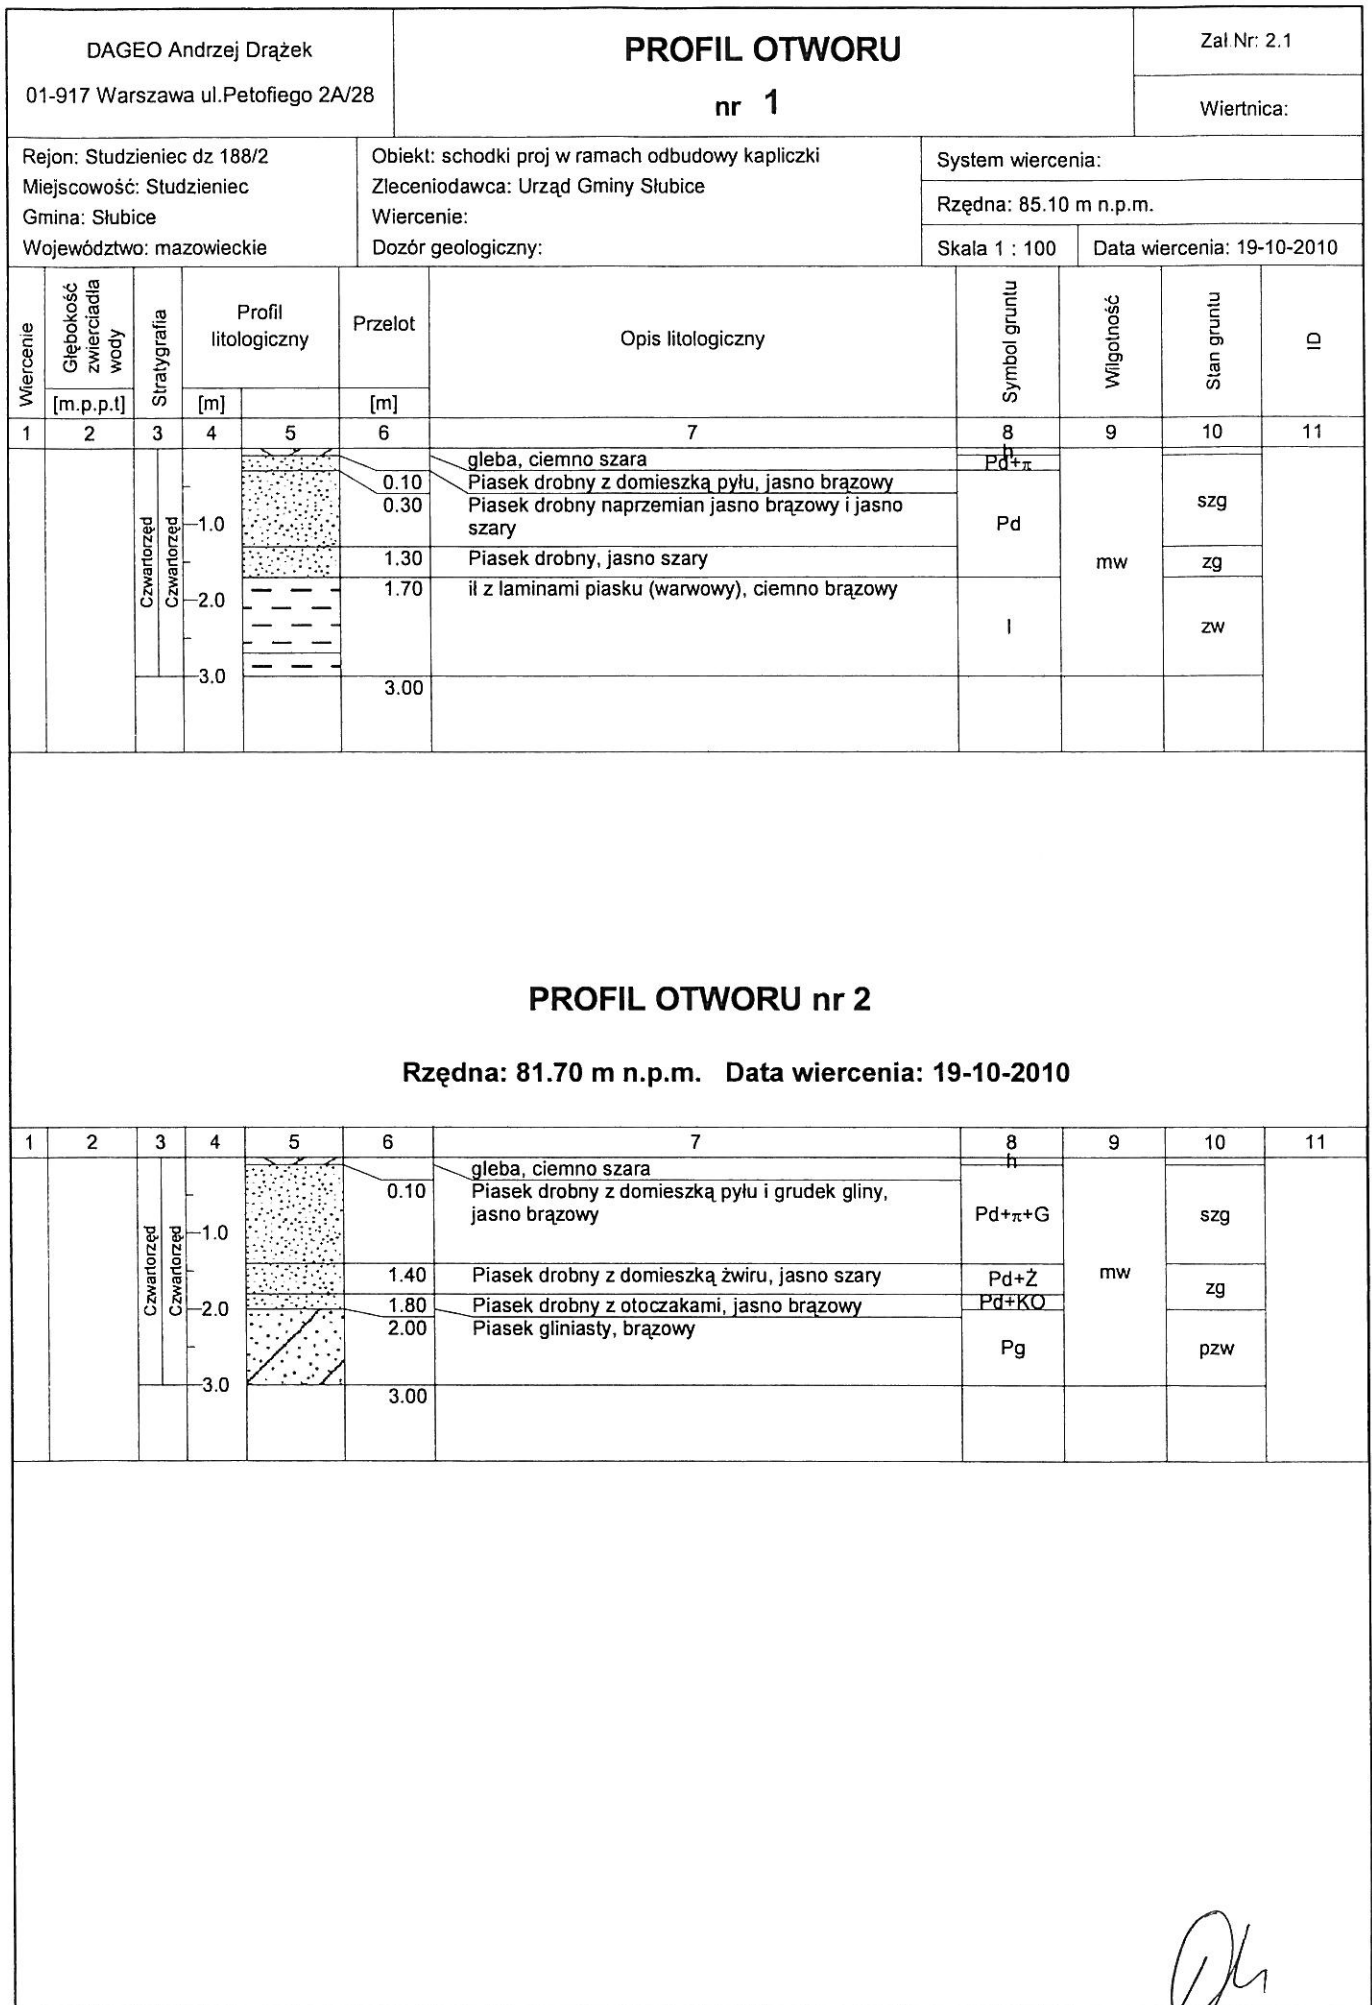 DAGEO Andrzej Drążek
01-917 Warszawa ul.Petofiego 2A/28
PROFIL OTWORU
nr 1
Zał.Nr: 2.1
Wiertnica:
Rejon: Studzieniec dz 188/2
Miejscowość: Studzieniec
Gmina: Słubice
Województwo: mazowieckie
Obiekt: schodki proj w ramach odbudowy kapliczki
Zleceniodawca: Urząd Gminy Słubice
Wiercenie:
Dozór geologiczny:
System wiercenia:
Rzędna: 85.10 m n.p.m.
Skala 1 : 100 Data wiercenia: 19-10-2010
Wiercenie
Głębokość
zwierciadła
wody
[m.p.p.t]
Stratygrafia
Profil
litologiczny
[m]
Przelot
[m]
Opis litologiczny
Symbol gruntu
Wilgotność
Stan gruntu
ID
1 2 3 4 5 6 7 8 9 10 11
Czwartorzęd
Czwartorzęd
1.0
2.0
3.0
gleba, ciemno szara h
0.10 Piasek drobny z domieszką pyłu, jasno brązowy Pd+π
0.30 Piasek drobny naprzemian jasno brązowy i jasno
szary
Pd
szg
1.30 Piasek drobny, jasno szary zg
mw
1.70 ił z laminami piasku (warwowy), ciemno brązowy
I
zw
3.00
PROFIL OTWORU nr 2
Rzędna: 81.70 m n.p.m. Data wiercenia: 19-10-2010
1 2 3 4 5 6 7 8 9 10 11
Czwartorzęd
Czwartorzęd
1.0
2.0
3.0
gleba, ciemno szara h
0.10 Piasek drobny z domieszką pyłu i grudek gliny,
jasno brązowy
Pd+π+G
szg
1.40 Piasek drobny z domieszką żwiru, jasno szary Pd+Ż
mw
zg
1.80 Piasek drobny z otoczakami, jasno brązowy Pd+KO
2.00 Piasek gliniasty, brązowy
Pg
pzw
3.00